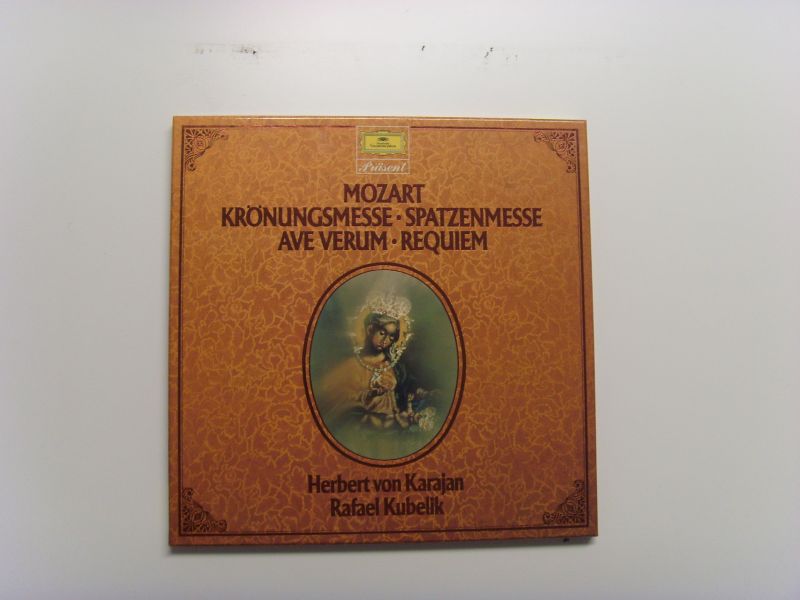 Präsent
MOZART
KRÖNUNGSMESSE · SPATZENMESSE
AVE VERUM · REQUIEM
Herbert von Karajan
Rafael Kubelik